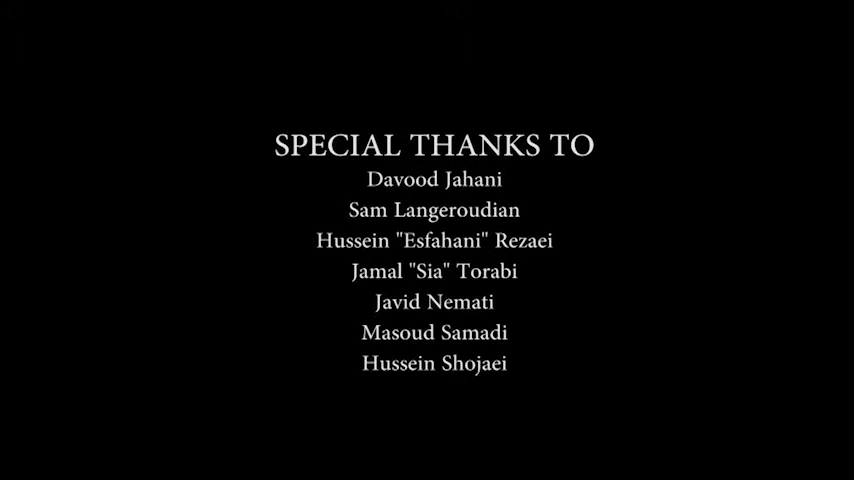 SPECIAL THANKS TO
Davood Jahani
Sam Langeroudian
Hussein "Esfahani" Rezaei
Jamal "Sia" Torabi
Javid Nemati
Masoud Samadi
Hussein Shojaei